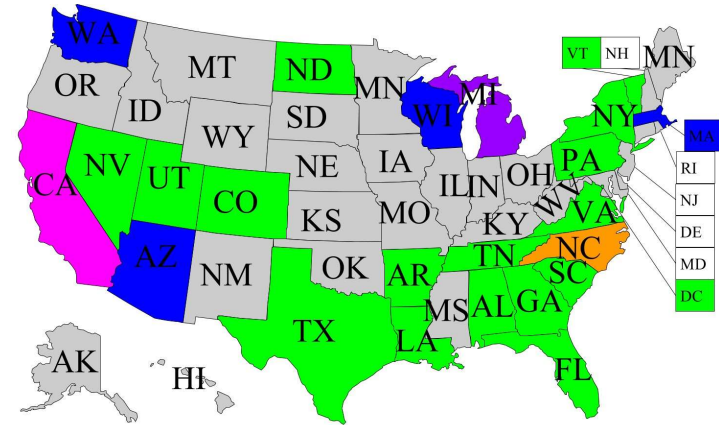 WA
MT
ND
MN
VT
NH
MN
OR
ID
WY
SD
WI
MI
NY
MA
NV
UT
CO
NE
IA
IL
IN
OH
PA
RI
CA
KS
MO
KY
WV
VA
NJ
DE
MD
DC
AZ
NM
OK
AR
TN
NC
SC
TX
LA
MS
AL
GA
FL
AK
HI